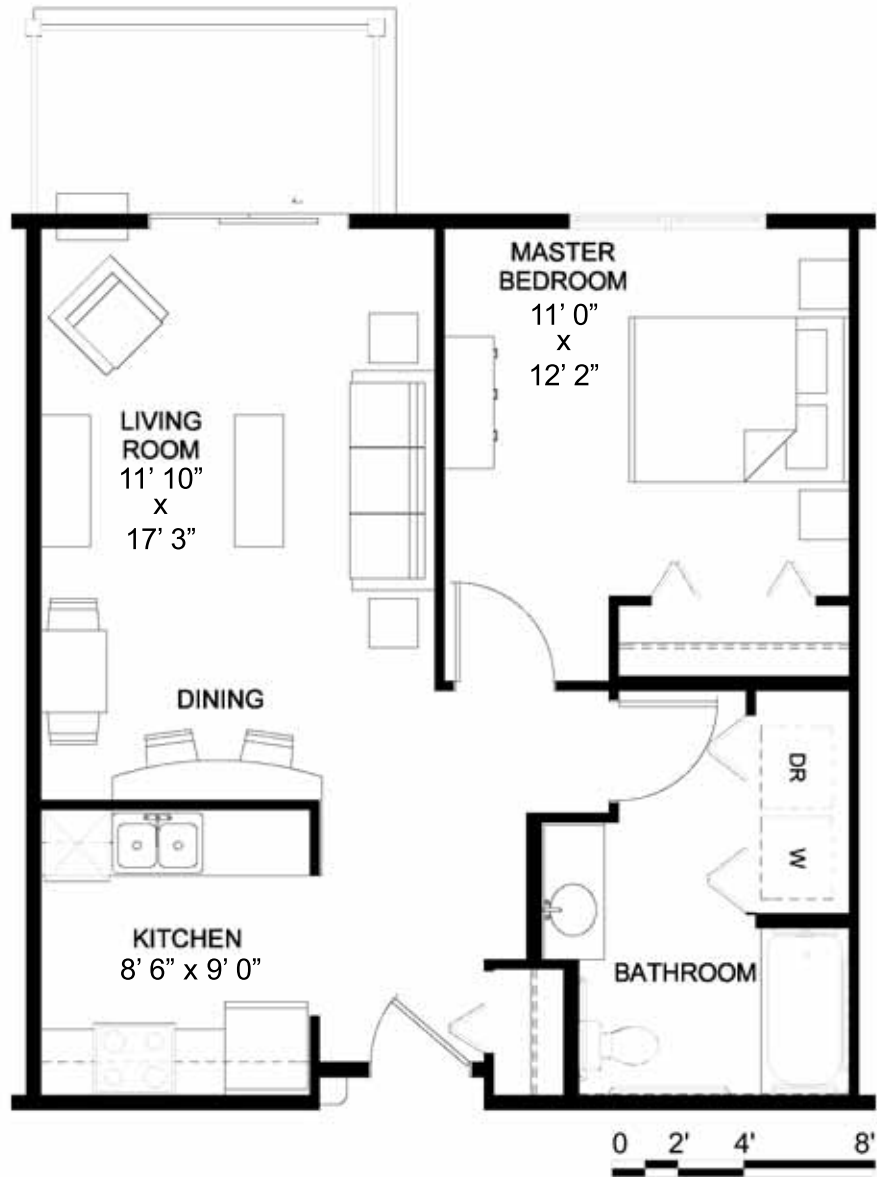 MASTER
BEDROOM
11’ 0”
x
12’ 2”
LIVING
ROOM
11’ 10”
x
17’ 3”
DINING
DR
W
KITCHEN
8’ 6” x 9’ 0”
BATHROOM
0 2' 4' 8'